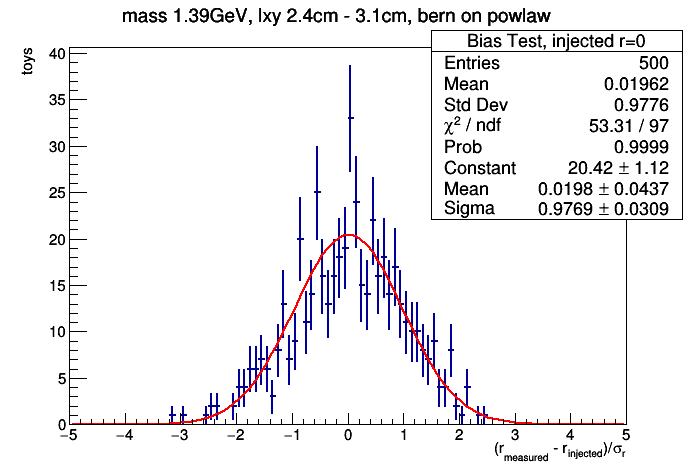 mass 1.39GeV, lxy 2.4cm - 3.1cm, bern on powlaw
Bias Test, injected r=0
Entries 500
Mean 0.01962
Std Dev 0.9776
χ² / ndf 53.31 / 97
Prob 0.9999
Constant 20.42 ± 1.12
Mean 0.0198 ± 0.0437
Sigma 0.9769 ± 0.0309
toys
40
35
30
25
20
15
10
5
0
−5 −4 −3 −2 −1 0 1 2 3 4 5
(r_measured - r_injected)/σ_r